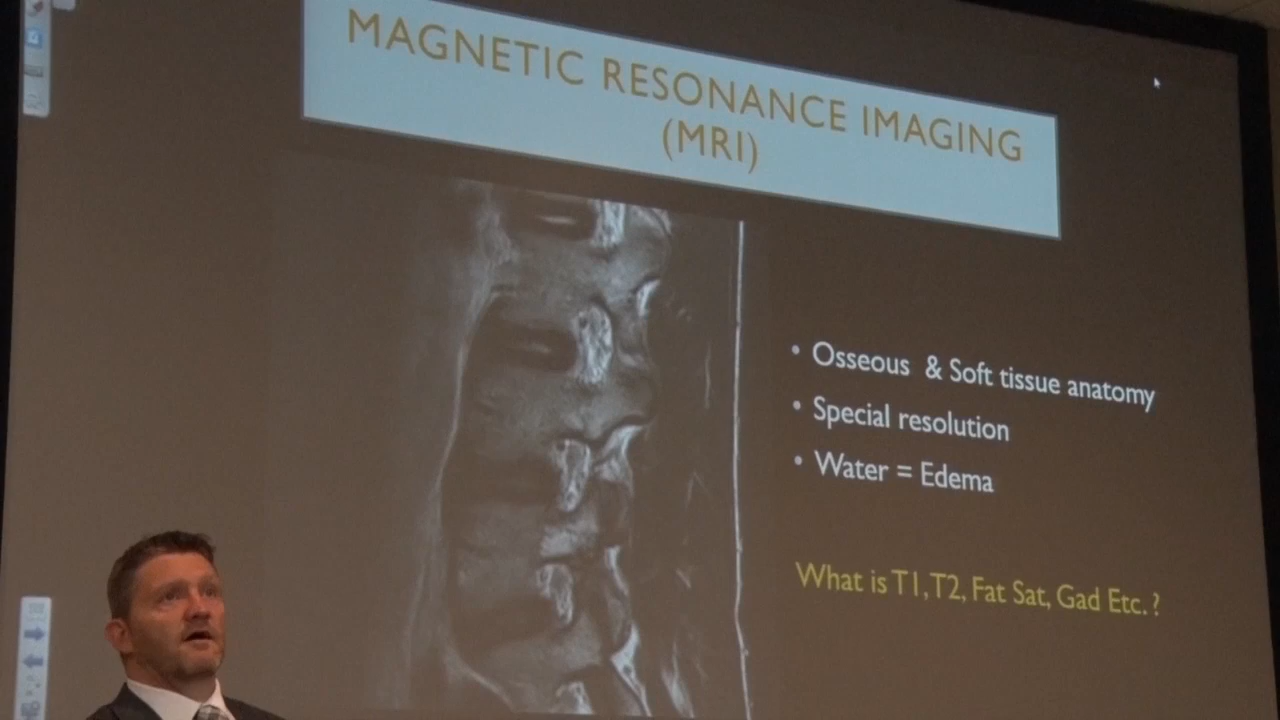 MAGNETIC RESONANCE IMAGING
(MRI)
• Osseous & Soft tissue anatomy
• Special resolution
• Water = Edema
What is T1, T2, Fat Sat, Gad Etc. ?